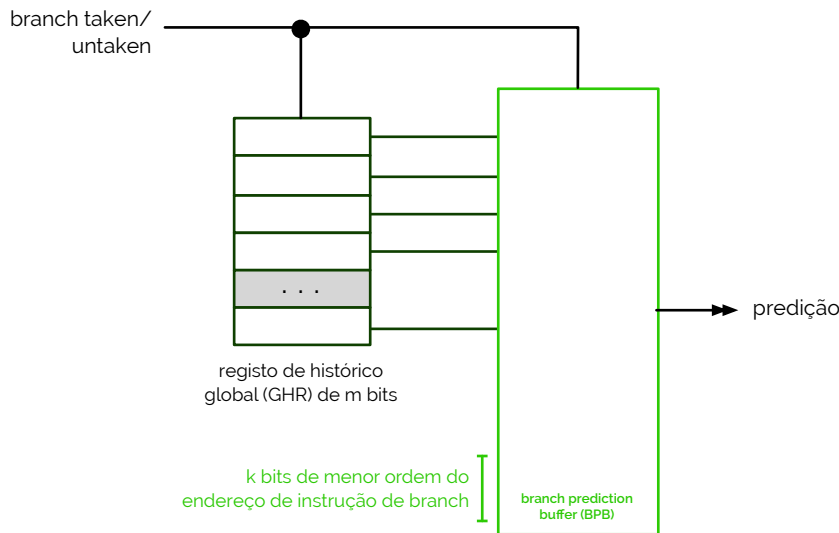 branch taken/
untaken
. . .
predição
registo de histórico
global (GHR) de m bits
k bits de menor ordem do
endereço de instrução de branch
branch prediction
buffer (BPB)